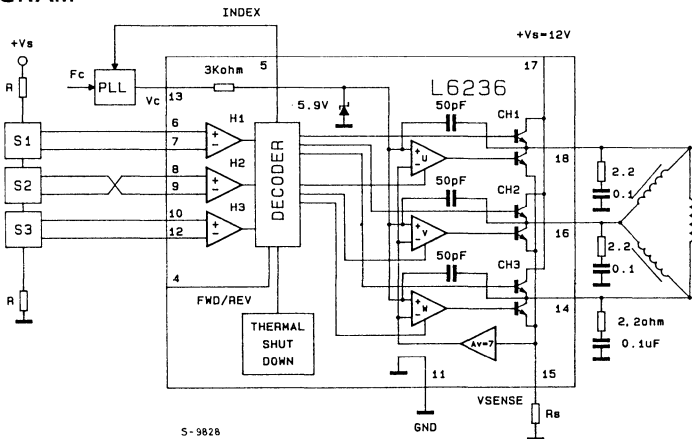 INDEX
+Vs
+Vs=12V
R
Fc
PLL
Vc
13
3Kohm
5
17
5.9V
L6236
50pF
CH1
S1
6
7
H1
+
-
DECODER
+
-
U
18
2.2
0.1
S2
8
9
H2
+
-
50pF
CH2
S3
10
12
H3
+
-
+
-
V
16
2.2
0.1
50pF
CH3
4
FWD/REV
+
-
W
14
R
THERMAL
SHUT
DOWN
Av=7
2,2ohm
0.1uF
11
15
VSENSE
GND
Rs
S-9828